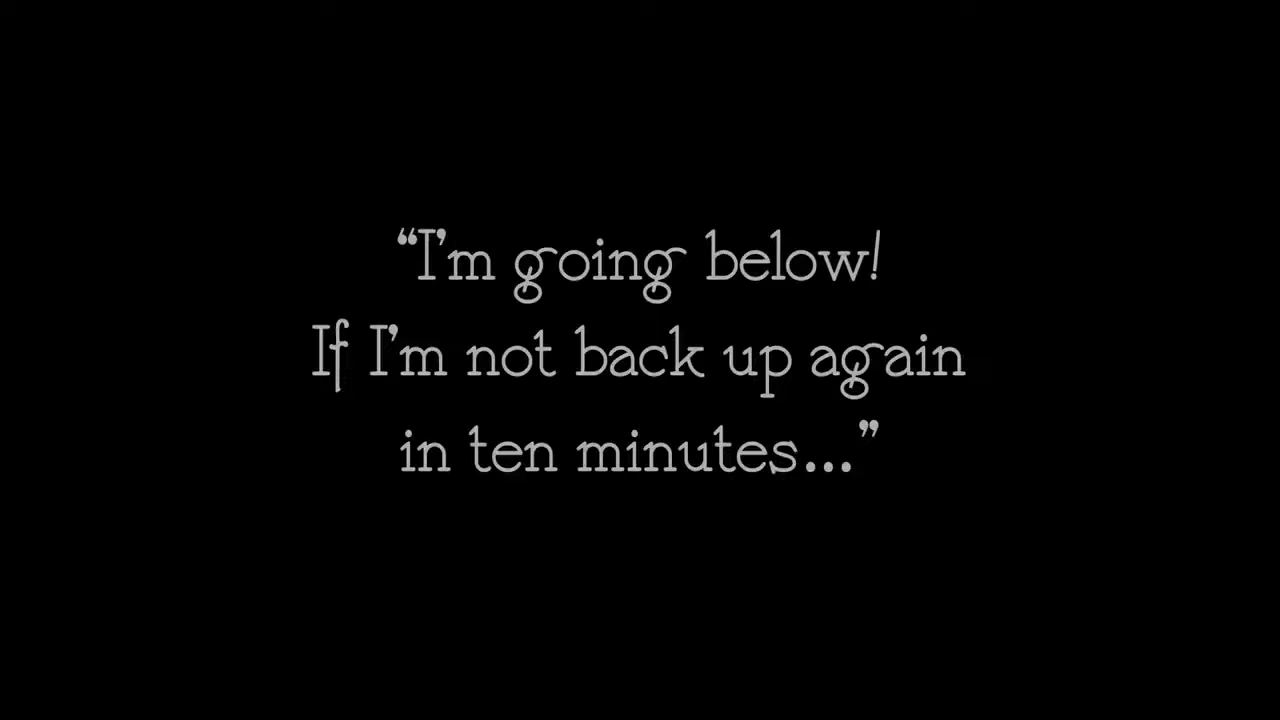 “I’m going below!
If I’m not back up again
in ten minutes...”